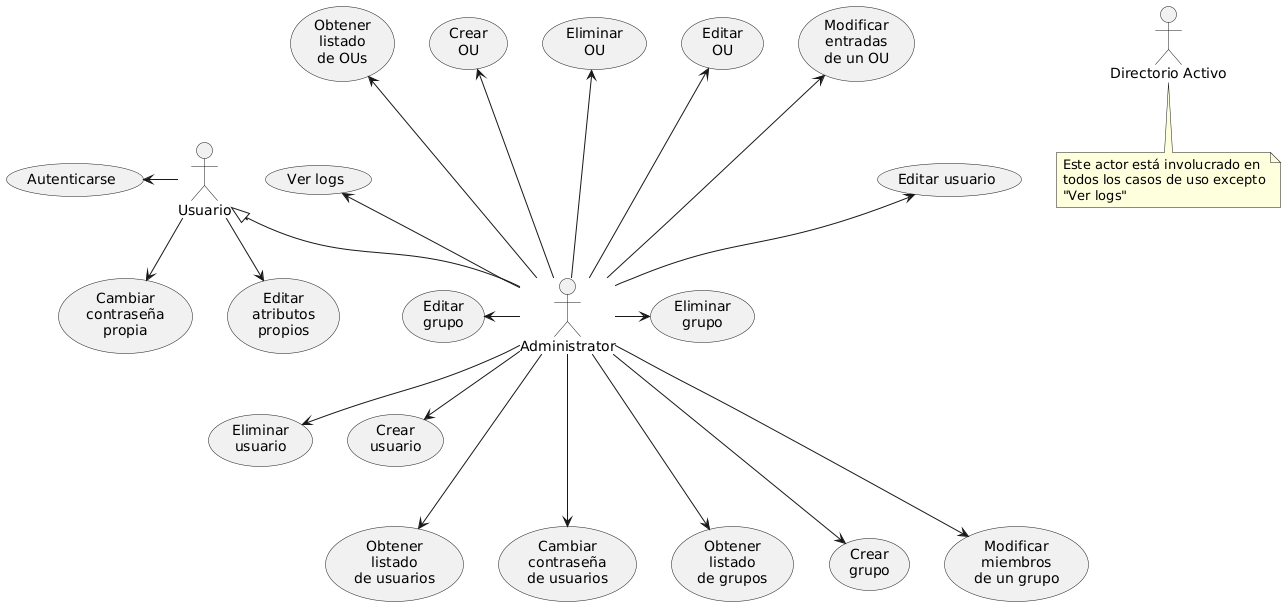 Obtener
listado
de OUs
Crear
OU
Eliminar
OU
Editar
OU
Modificar
entradas
de un OU
Directorio Activo
Este actor está involucrado en
todos los casos de uso excepto
"Ver logs"
Autenticarse
Usuario
Ver logs
Editar usuario
Cambiar
contraseña
propia
Editar
atributos
propios
Editar
grupo
Administrator
Eliminar
grupo
Eliminar
usuario
Crear
usuario
Obtener
listado
de usuarios
Cambiar
contraseña
de usuarios
Obtener
listado
de grupos
Crear
grupo
Modificar
miembros
de un grupo